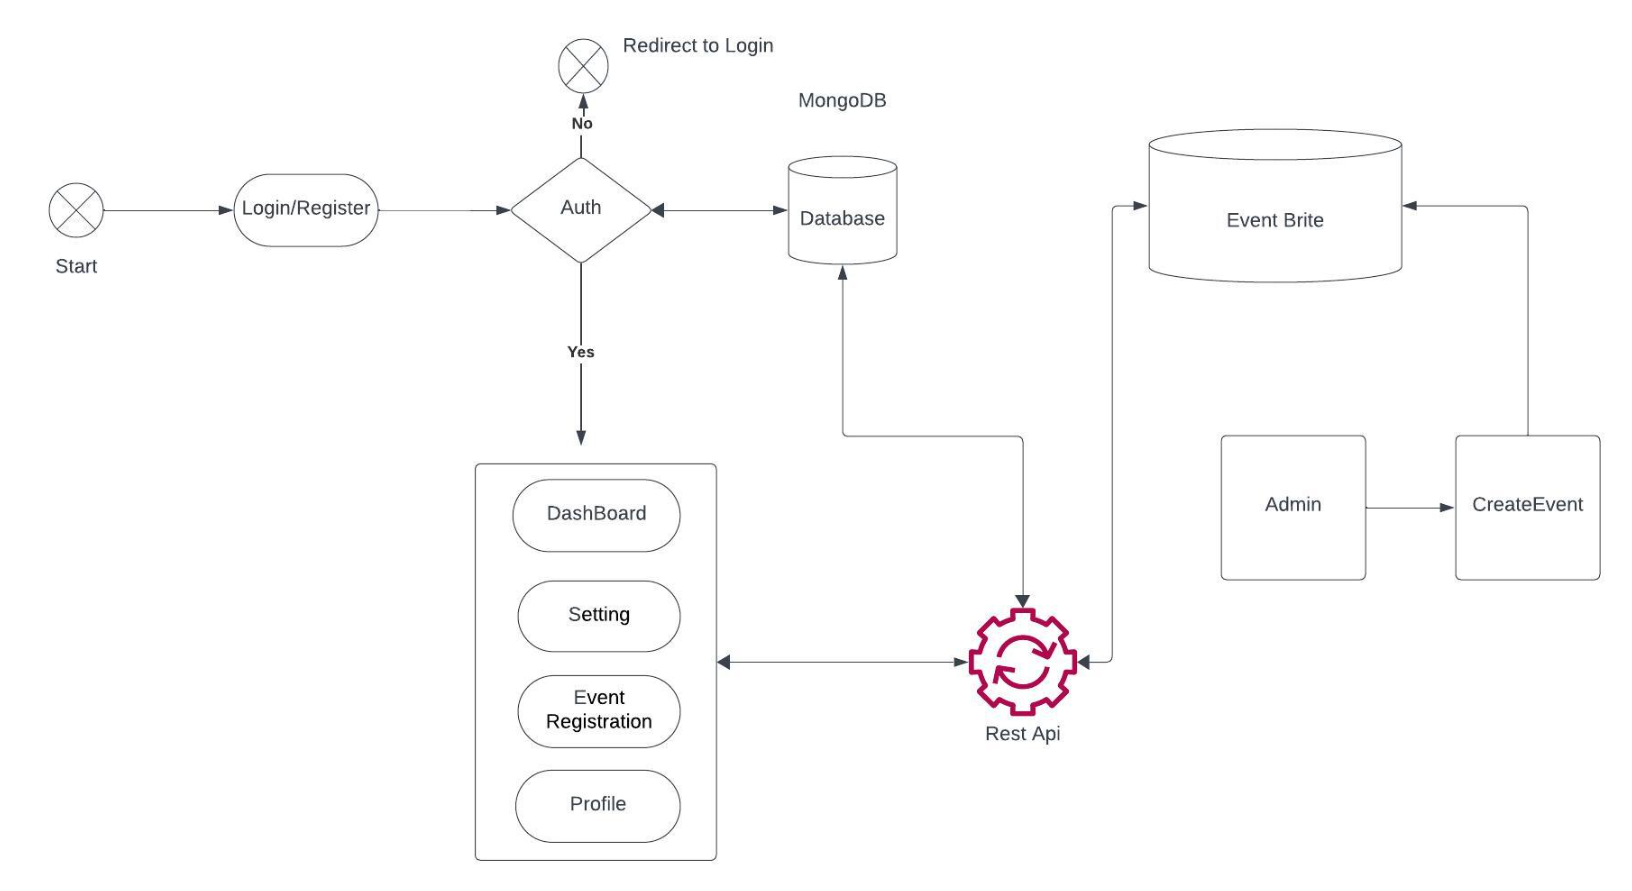 Redirect to Login
MongoDB
No
Login/Register
Auth
Database
Event Brite
Start
Yes
DashBoard
Admin
CreateEvent
Setting
Event
Registration
Rest Api
Profile